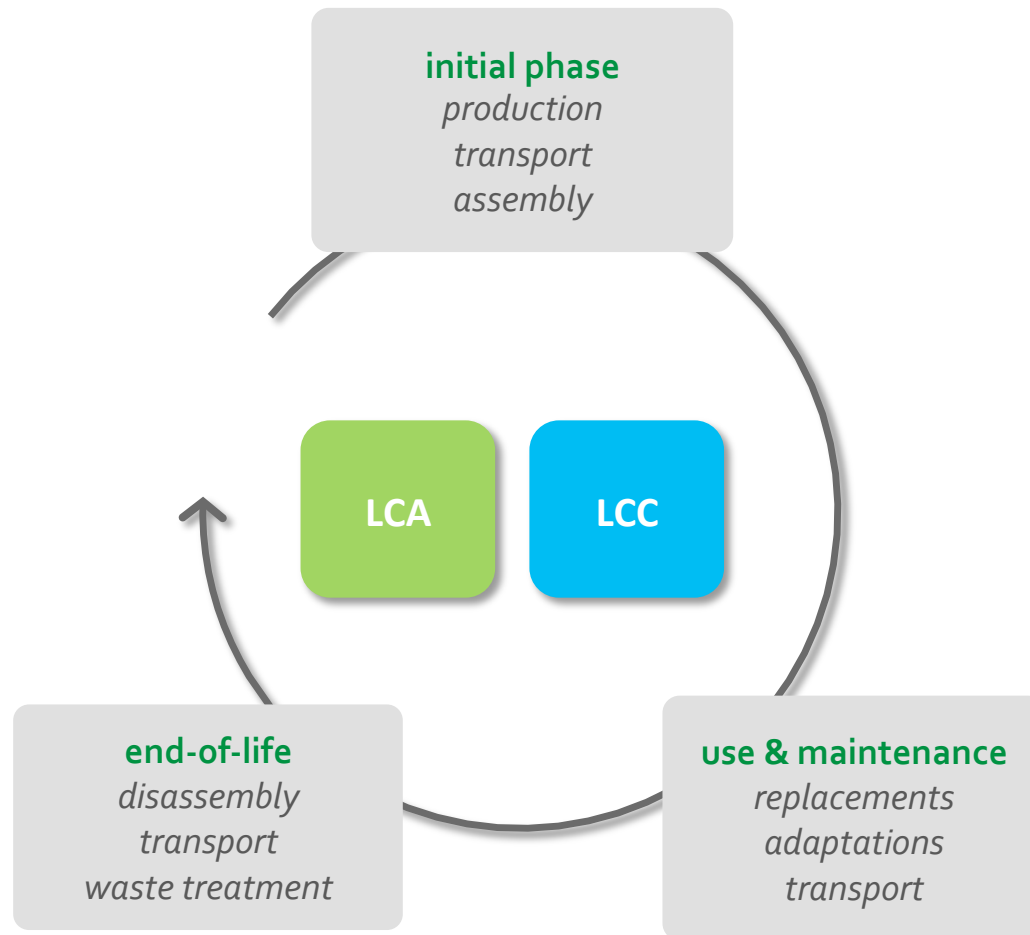 initial phase
production
transport
assembly
LCA
LCC
end-of-life
disassembly
transport
waste treatment
use & maintenance
replacements
adaptations
transport